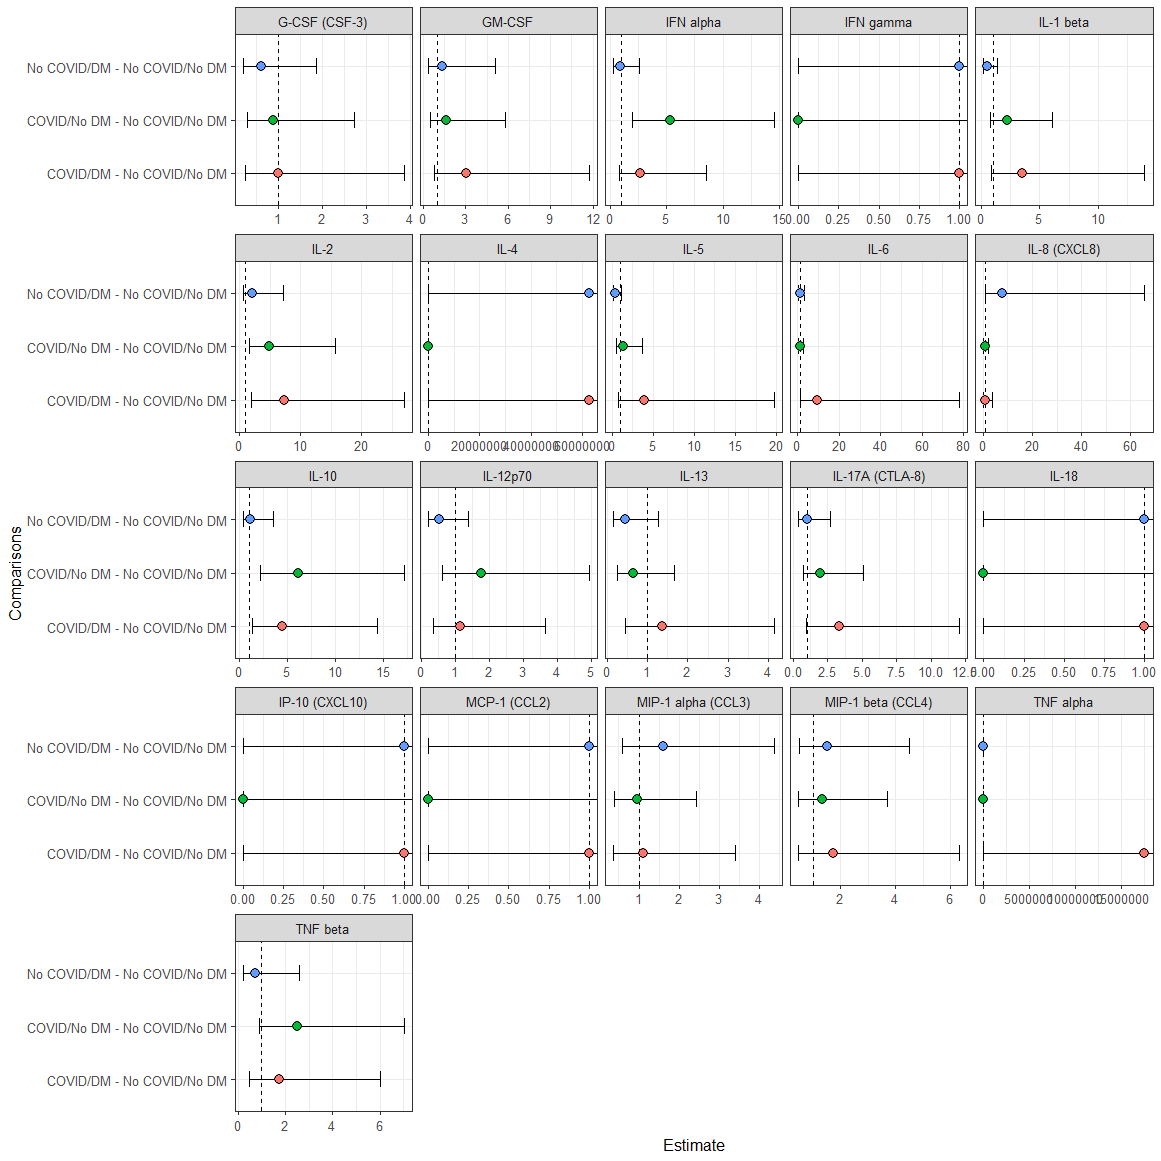 G-CSF (CSF-3) GM-CSF IFN alpha IFN gamma IL-1 beta
No COVID/DM - No COVID/No DM
COVID/No DM - No COVID/No DM
COVID/DM - No COVID/No DM
1 2 3 4 0 3 6 9 12 0 5 10 15 0.00 0.25 0.50 0.75 1.00 0 5 10
IL-2 IL-4 IL-5 IL-6 IL-8 (CXCL8)
No COVID/DM - No COVID/No DM
COVID/No DM - No COVID/No DM
COVID/DM - No COVID/No DM
0 10 20 0 20000000 40000000 60000000 0 5 10 15 20 0 20 40 60 80 0 20 40 60
IL-10 IL-12p70 IL-13 IL-17A (CTLA-8) IL-18
No COVID/DM - No COVID/No DM
COVID/No DM - No COVID/No DM
COVID/DM - No COVID/No DM
0 5 10 15 0 1 2 3 4 5 0 1 2 3 4 0.0 2.5 5.0 7.5 10.0 12.5 0.00 0.25 0.50 0.75 1.00
Comparisons
IP-10 (CXCL10) MCP-1 (CCL2) MIP-1 alpha (CCL3) MIP-1 beta (CCL4) TNF alpha
No COVID/DM - No COVID/No DM
COVID/No DM - No COVID/No DM
COVID/DM - No COVID/No DM
0.00 0.25 0.50 0.75 1.00 0.00 0.25 0.50 0.75 1.00 1 2 3 4 2 4 6 0 5000000 10000000 15000000
TNF beta
No COVID/DM - No COVID/No DM
COVID/No DM - No COVID/No DM
COVID/DM - No COVID/No DM
0 2 4 6
Estimate